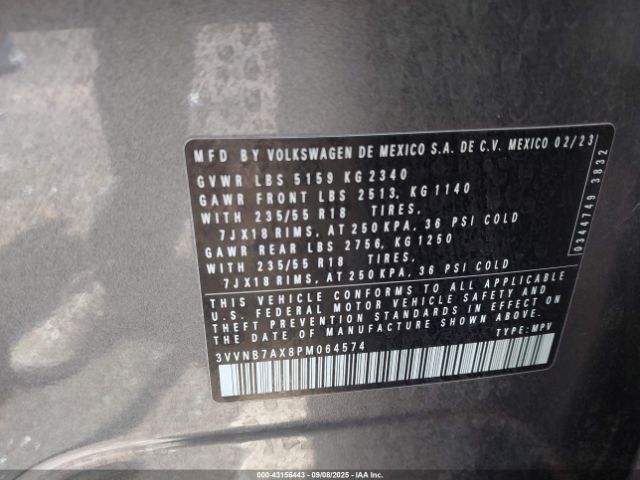 MFD BY VOLKSWAGEN DE MEXICO S.A. DE C.V. MEXICO 02/23
GVWR LBS 5159 KG 2340
GAWR FRONT LBS 2513, KG 1140
WITH 235/55 R18 TIRES,
7JX18 RIMS, AT 250 KPA, 36 PSI COLD
GAWR REAR LBS 2756, KG 1250
WITH 235/55 R18 TIRES,
7JX18 RIMS, AT 250 KPA, 36 PSI COLD
THIS VEHICLE CONFORMS TO ALL APPLICABLE
U.S. FEDERAL MOTOR VEHICLE SAFETY AND
THEFT PREVENTION STANDARDS IN EFFECT ON
THE DATE OF MANUFACTURE SHOWN ABOVE.
3VVNB7AX8PM064574 TYPE: MPV
0344749 3832
000-43156443 - 09/08/2025 - IAA Inc.